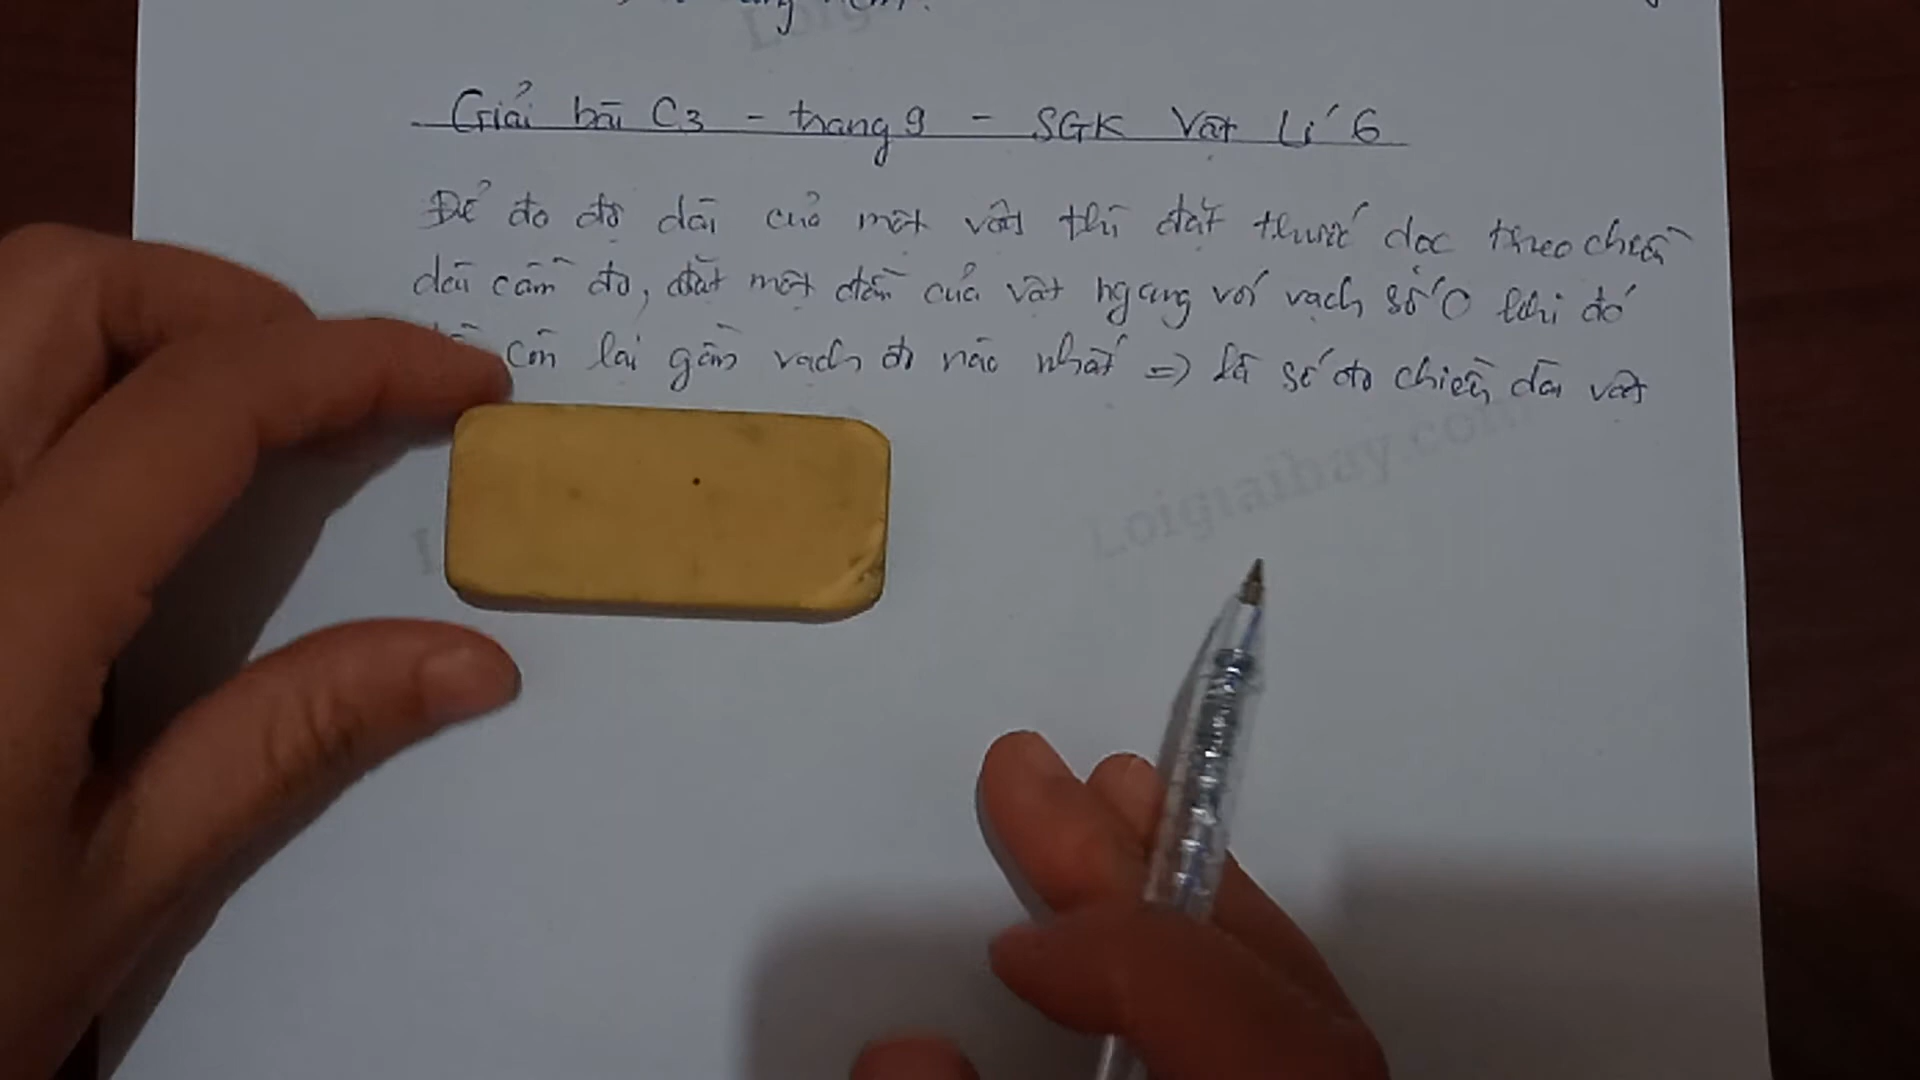 Giải bài C3 - trang 9 - SGK Vật Lí 6
Để đo độ dài của một vật thì đặt thước dọc theo chiều
dài cần đo, đặt một đầu của vật ngang với vạch số 0 khi đó
còn lại gần vạch đo nào nhất => là số đo chiều dài vật
Loigiaihay.com